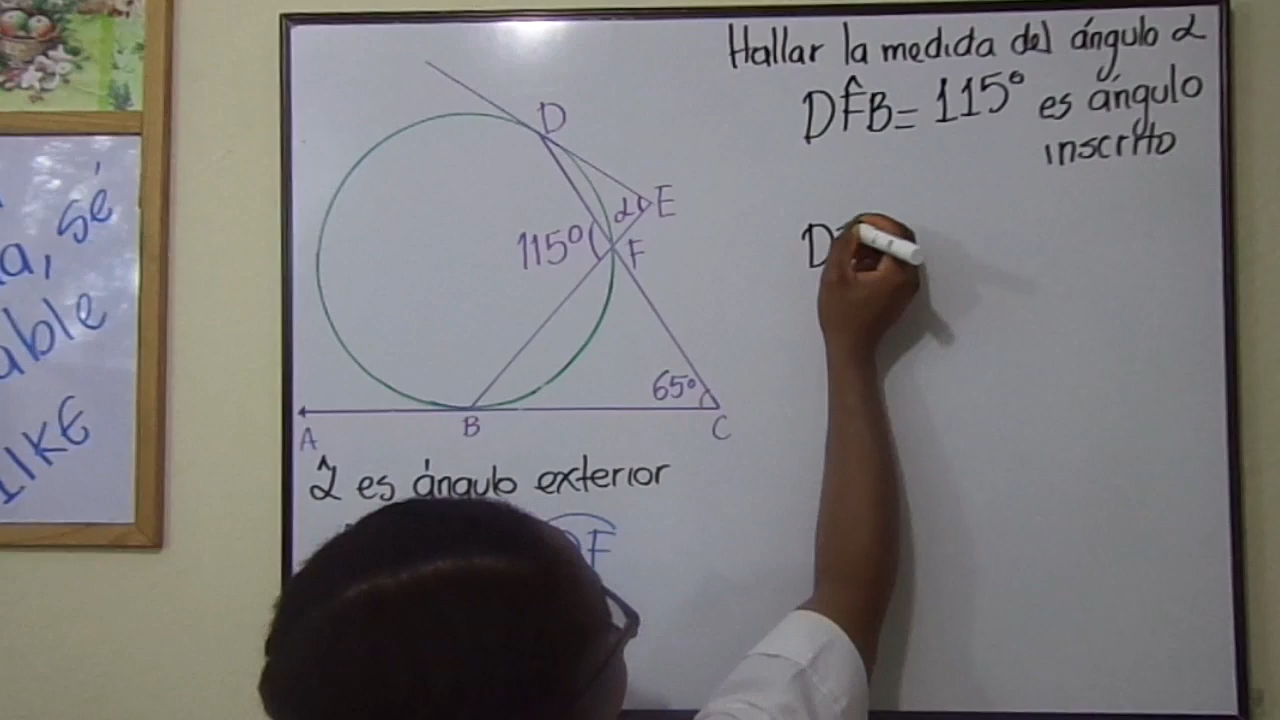 a, sé
able
LIKE
Hallar la medida del ángulo α
DF̂B = 115° es ángulo
inscrito
D
D
α E
115° F
65°
A B C
α̂ es ángulo exterior
F